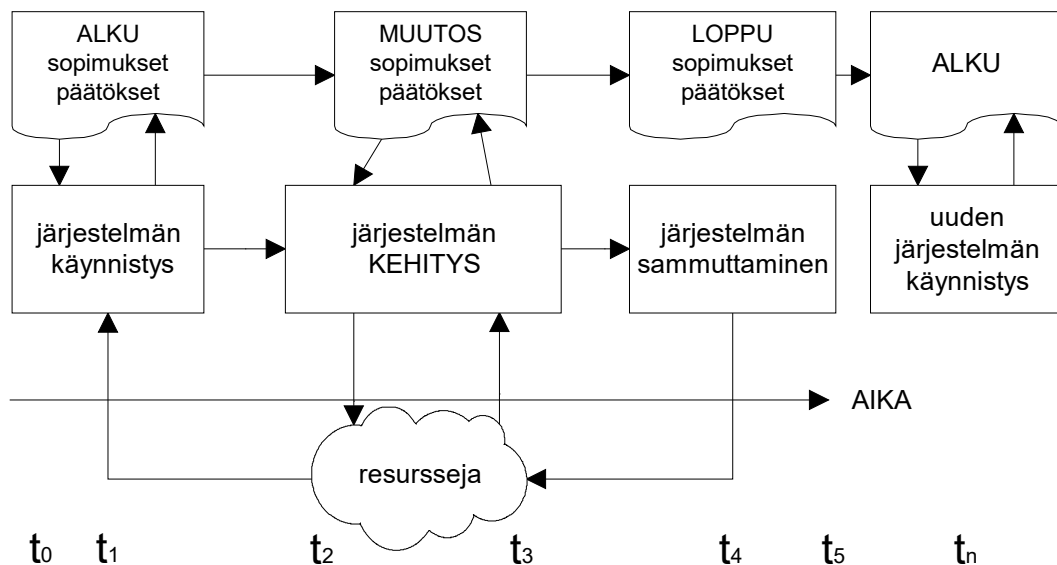 ALKU
sopimukset
päätökset
MUUTOS
sopimukset
päätökset
LOPPU
sopimukset
päätökset
ALKU
järjestelmän
käynnistys
järjestelmän
KEHITYS
järjestelmän
sammuttaminen
uuden
järjestelmän
käynnistys
AIKA
resursseja
t0 t1 t2 t3 t4 t5 tn